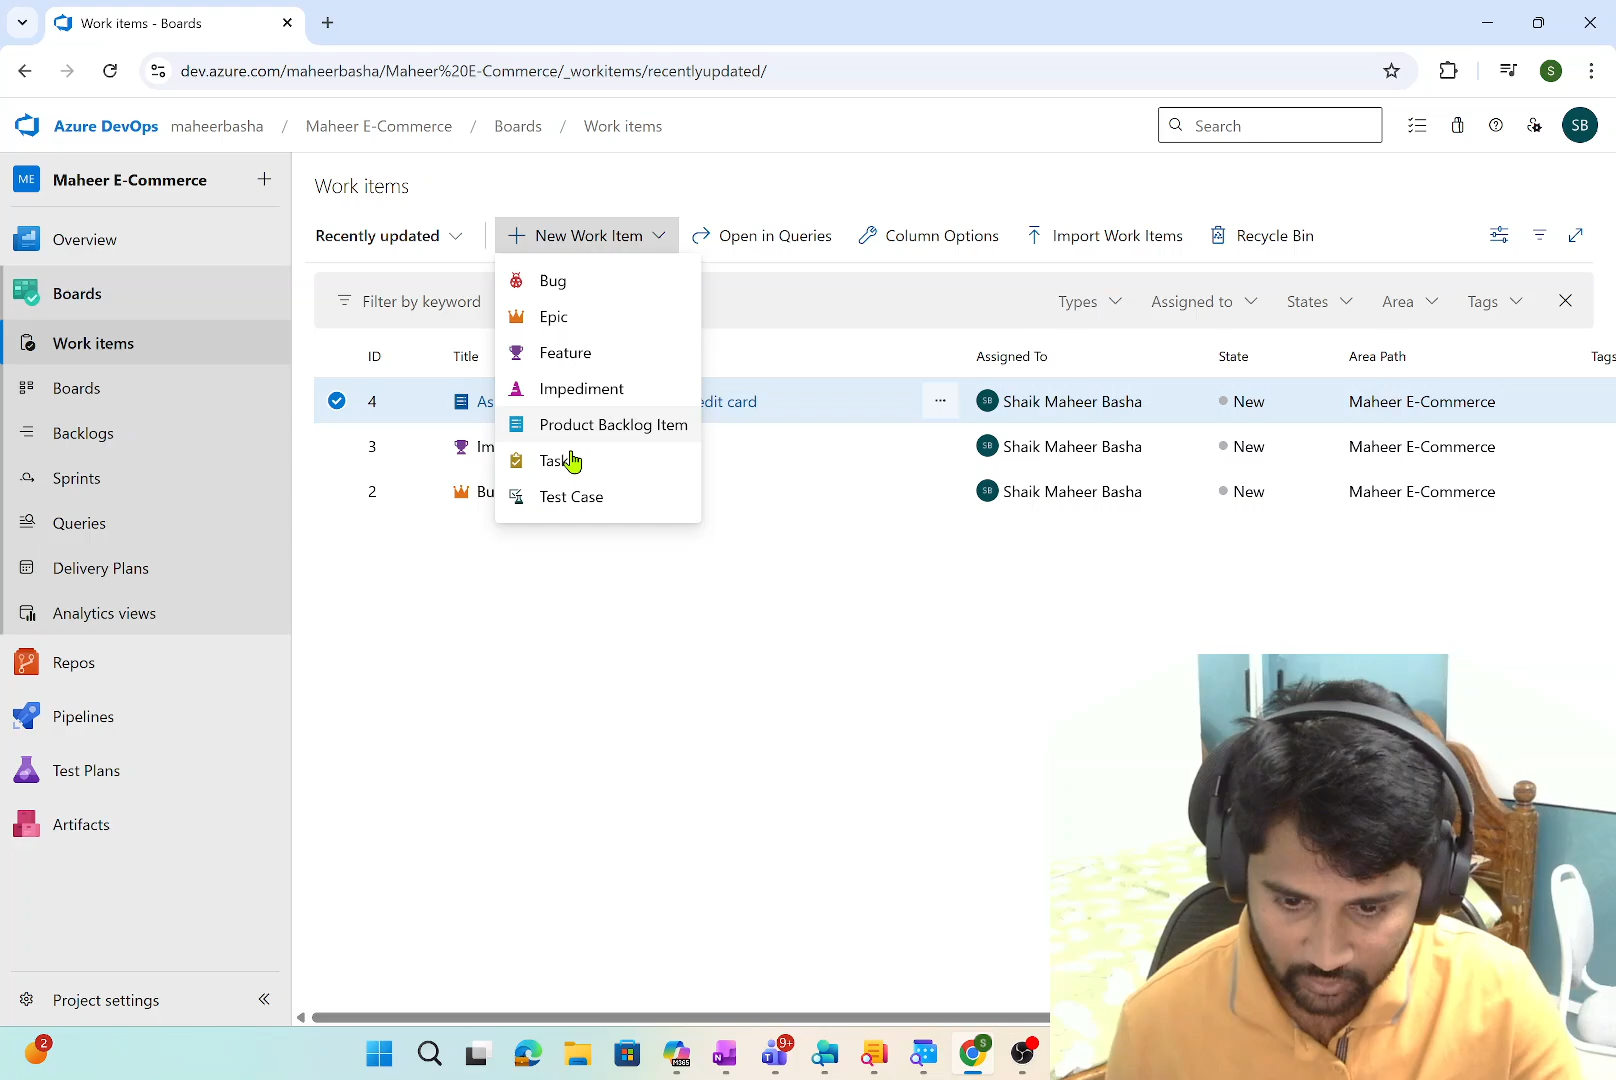 Work items - Boards
dev.azure.com/maheerbasha/Maheer%20E-Commerce/_workitems/recentlyupdated/
S
Azure DevOps maheerbasha / Maheer E-Commerce / Boards / Work items
Search
SB
ME Maheer E-Commerce
Overview
Boards
Work items
Boards
Backlogs
Sprints
Queries
Delivery Plans
Analytics views
Repos
Pipelines
Test Plans
Artifacts
Project settings
Work items
Recently updated New Work Item Open in Queries Column Options Import Work Items Recycle Bin
Bug
Epic
Feature
Impediment
Product Backlog Item
Task
Test Case
Filter by keyword Types Assigned to States Area Tags
ID Title Assigned To State Area Path Tags
4 As edit card ... SB Shaik Maheer Basha New Maheer E-Commerce
3 Im SB Shaik Maheer Basha New Maheer E-Commerce
2 Bu SB Shaik Maheer Basha New Maheer E-Commerce
2 M365 N T 9+ S